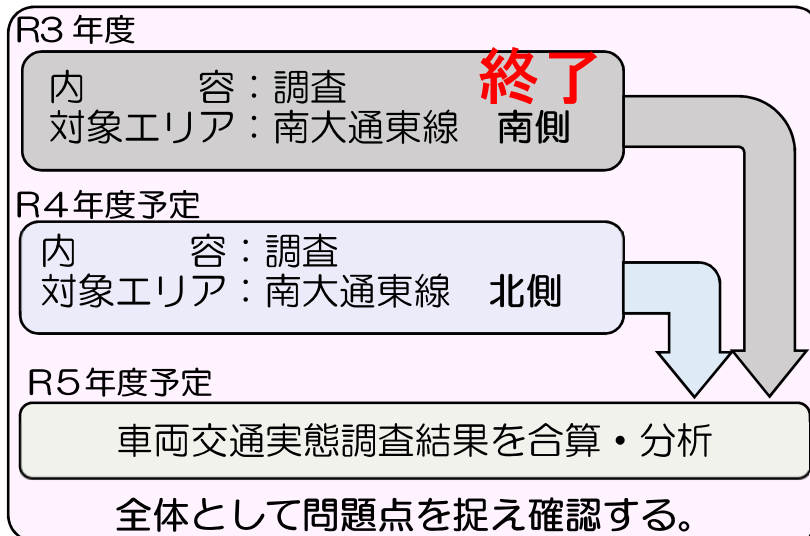 R3年度
終了
内　　　容：調査
対象エリア：南大通東線　南側
R4年度予定
内　　　容：調査
対象エリア：南大通東線　北側
R5年度予定
車両交通実態調査結果を合算・分析
全体として問題点を捉え確認する。